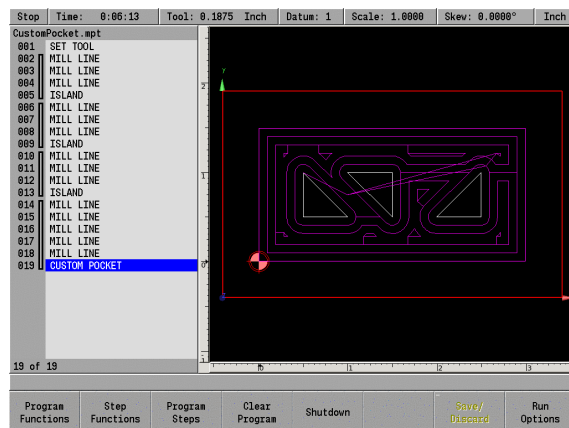 Stop Time: 0:06:13 Tool: 0.1875 Inch Datum: 1 Scale: 1.0000 Skew: 0.0000° Inch
CustomPocket.mpt
001 SET TOOL
002 MILL LINE
003 MILL LINE
004 MILL LINE
005 ISLAND
006 MILL LINE
007 MILL LINE
008 MILL LINE
009 ISLAND
010 MILL LINE
011 MILL LINE
012 MILL LINE
013 ISLAND
014 MILL LINE
015 MILL LINE
016 MILL LINE
017 MILL LINE
018 MILL LINE
019 CUSTOM POCKET
Y
2
1
0
1
0 1 2 3
19 of 19
Program Functions
Step Functions
Program Steps
Clear Program
Shutdown
Save/ Discard
Run Options